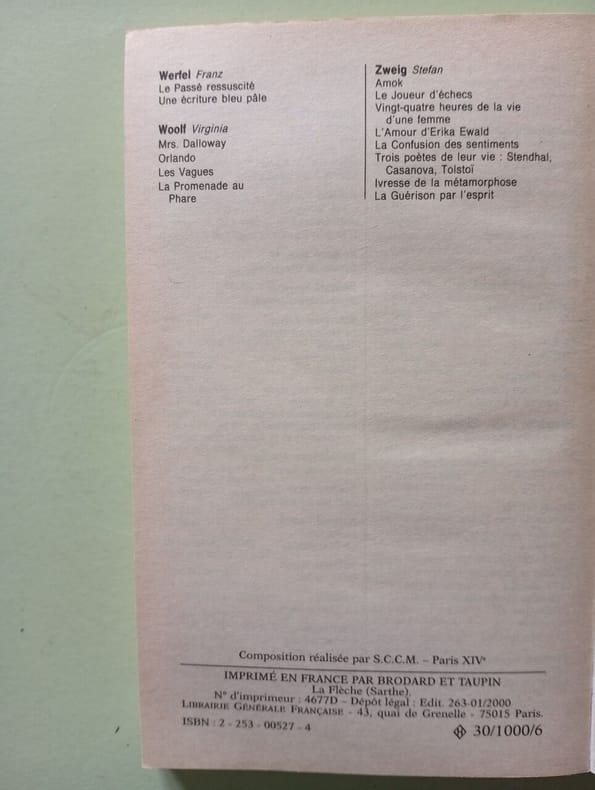 Werfel Franz
Le Passé ressuscité
Une écriture bleu pâle
Woolf Virginia
Mrs. Dalloway
Orlando
Les Vagues
La Promenade au
Phare
Zweig Stefan
Amok
Le Joueur d'échecs
Vingt-quatre heures de la vie
d'une femme
L'Amour d'Erika Ewald
La Confusion des sentiments
Trois poètes de leur vie : Stendhal,
Casanova, Tolstoï
Ivresse de la métamorphose
La Guérison par l'esprit
Composition réalisée par S.C.C.M. – Paris XIVe
IMPRIMÉ EN FRANCE PAR BRODARD ET TAUPIN
La Flèche (Sarthe).
N° d'imprimeur : 4677D – Dépôt légal : Edit. 263-01/2000
LIBRAIRIE GÉNÉRALE FRANÇAISE - 43, quai de Grenelle - 75015 Paris.
ISBN : 2 - 253 - 00527 - 4
30/1000/6